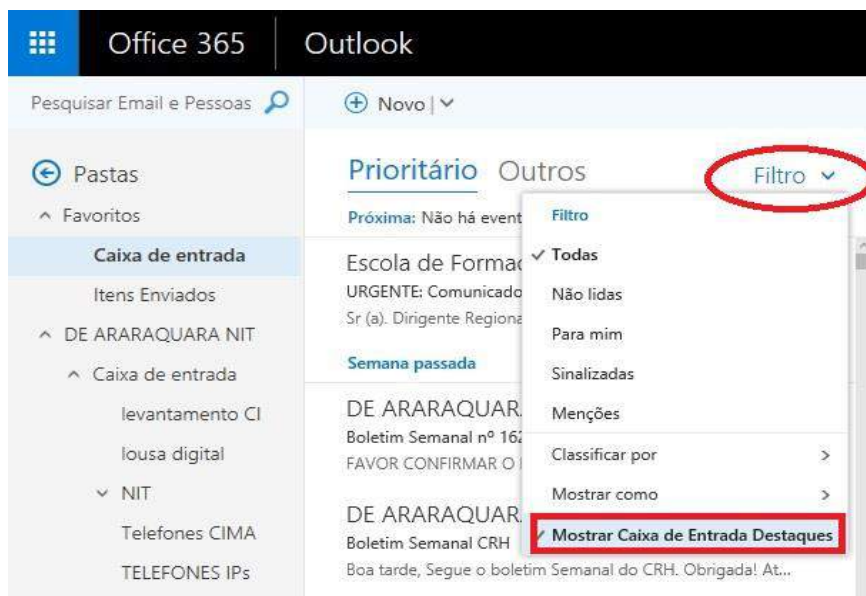 Office 365 Outlook
Pesquisar Email e Pessoas
Novo
Pastas
Favoritos
Caixa de entrada
Itens Enviados
DE ARARAQUARA NIT
Caixa de entrada
levantamento CI
lousa digital
NIT
Telefones CIMA
TELEFONES IPs
Prioritário Outros
Filtro
Próxima: Não há event
Escola de Formaç
URGENTE: Comunicado
Sr (a). Dirigente Regiona
Semana passada
DE ARARAQUAR
Boletim Semanal nº 162
FAVOR CONFIRMAR O
DE ARARAQUAR
Boletim Semanal CRH
Boa tarde, Segue o boletim Semanal do CRH. Obrigada! At...
Filtro
Todas
Não lidas
Para mim
Sinalizadas
Menções
Classificar por
Mostrar como
Mostrar Caixa de Entrada Destaques